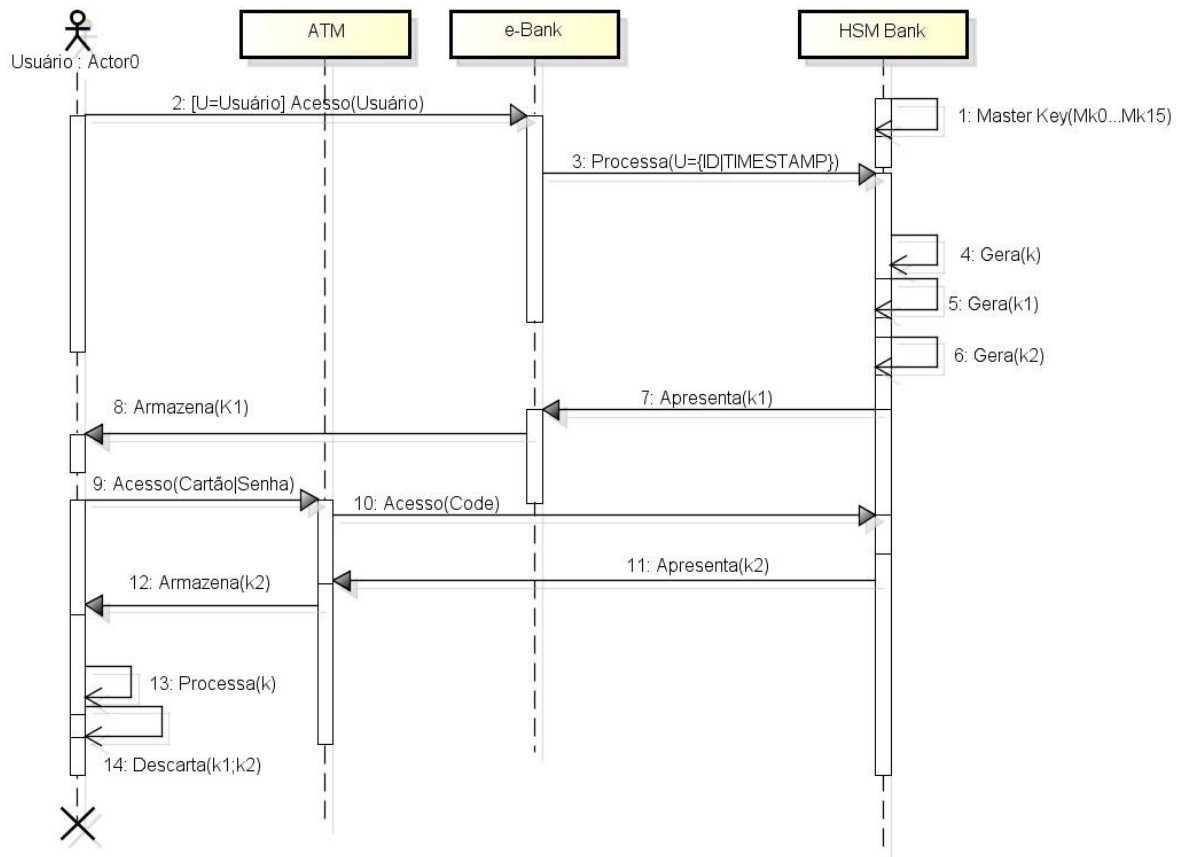 ATM
e-Bank
HSM Bank
Usuário : Actor0
2: [U=Usuário] Acesso(Usuário)
1: Master Key(Mk0...Mk15)
3: Processa(U={ID|TIMESTAMP})
4: Gera(k)
5: Gera(k1)
6: Gera(k2)
7: Apresenta(k1)
8: Armazena(K1)
9: Acesso(Cartão|Senha)
10: Acesso(Code)
11: Apresenta(k2)
12: Armazena(k2)
13: Processa(k)
14: Descarta(k1;k2)